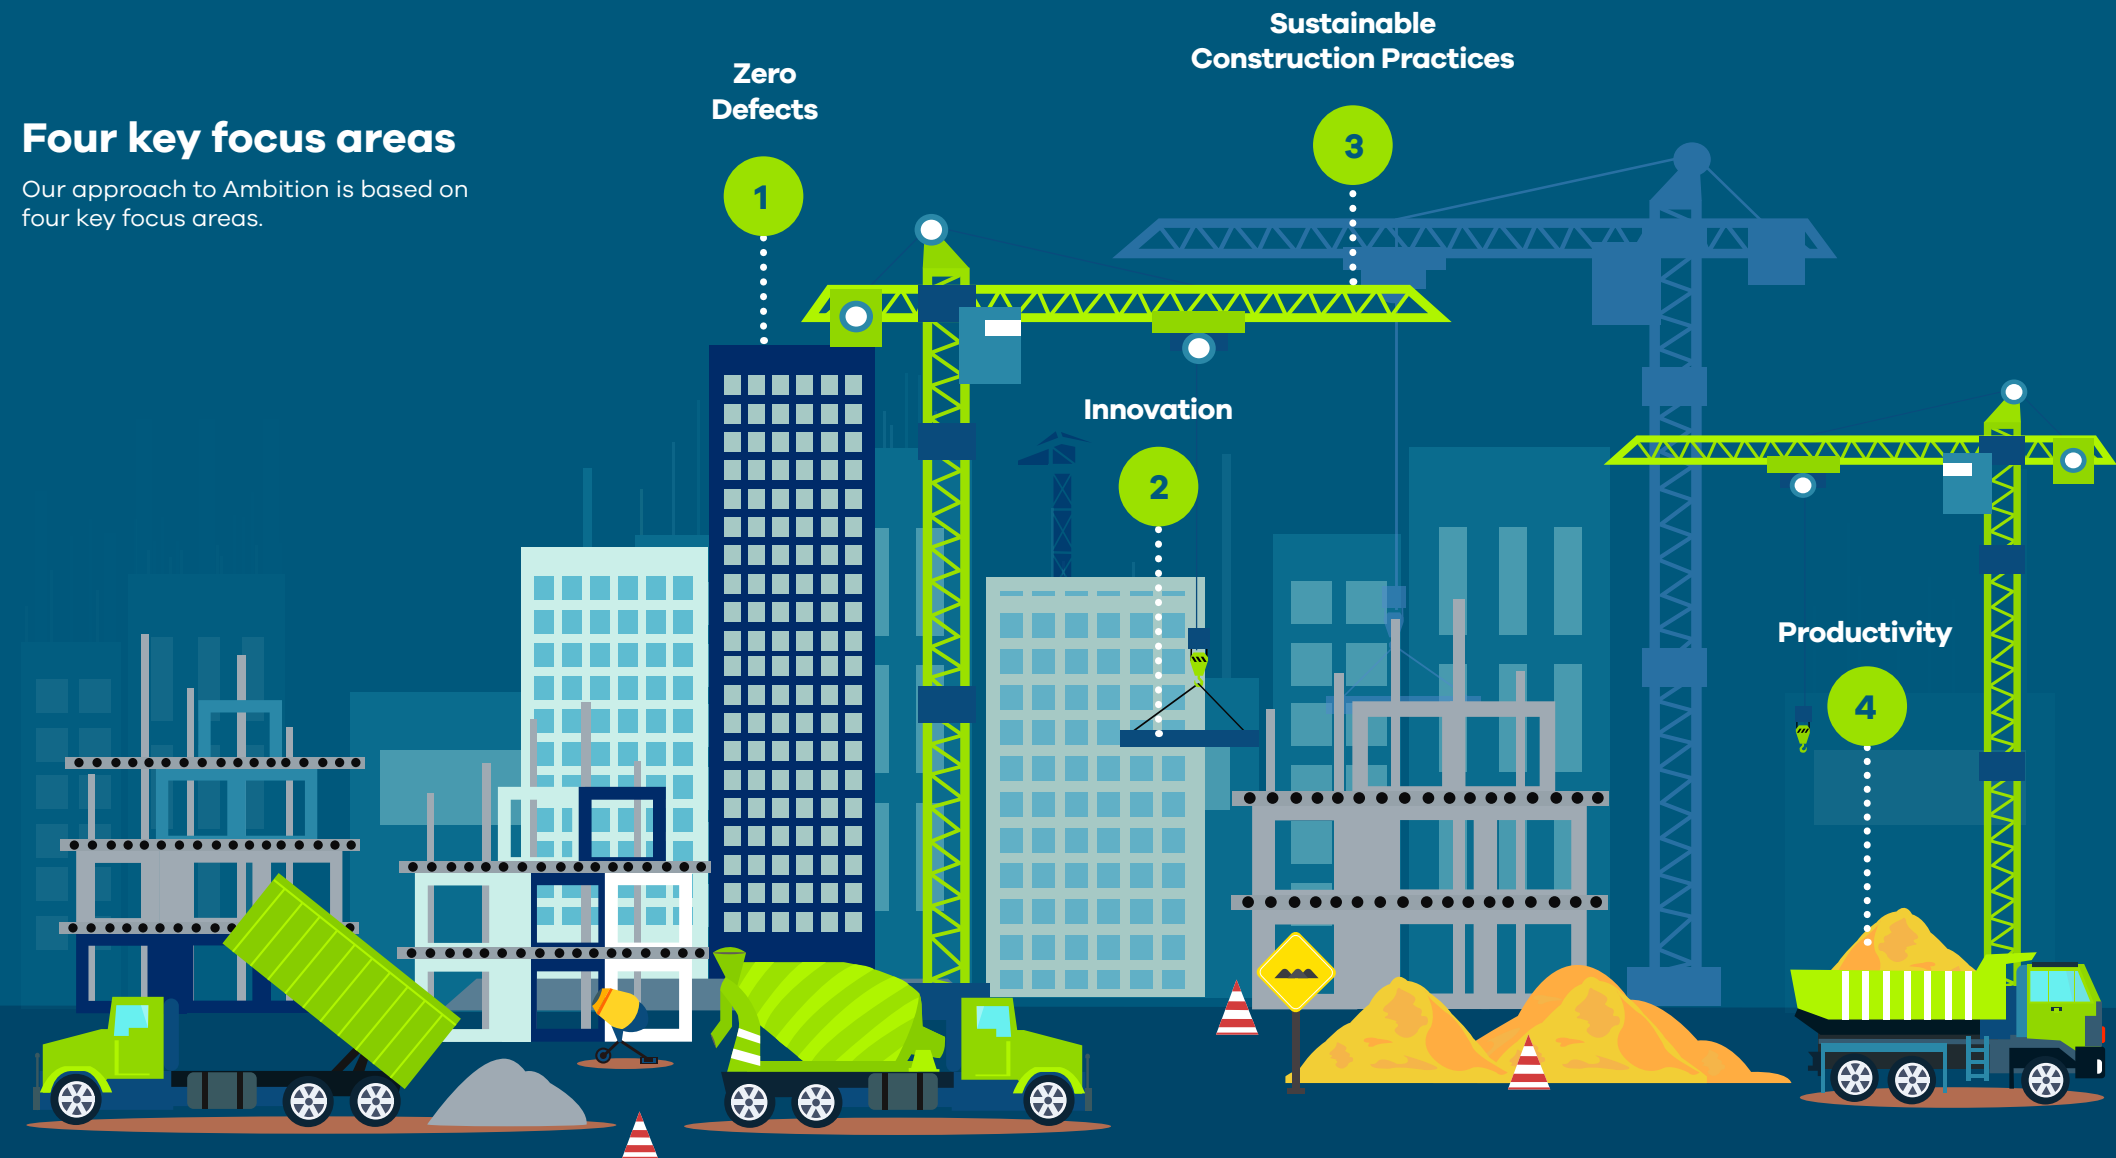 Four key focus areas
Our approach to Ambition is based on
four key focus areas.
Zero
Defects
1
Innovation
2
Sustainable
Construction Practices
3
Productivity
4